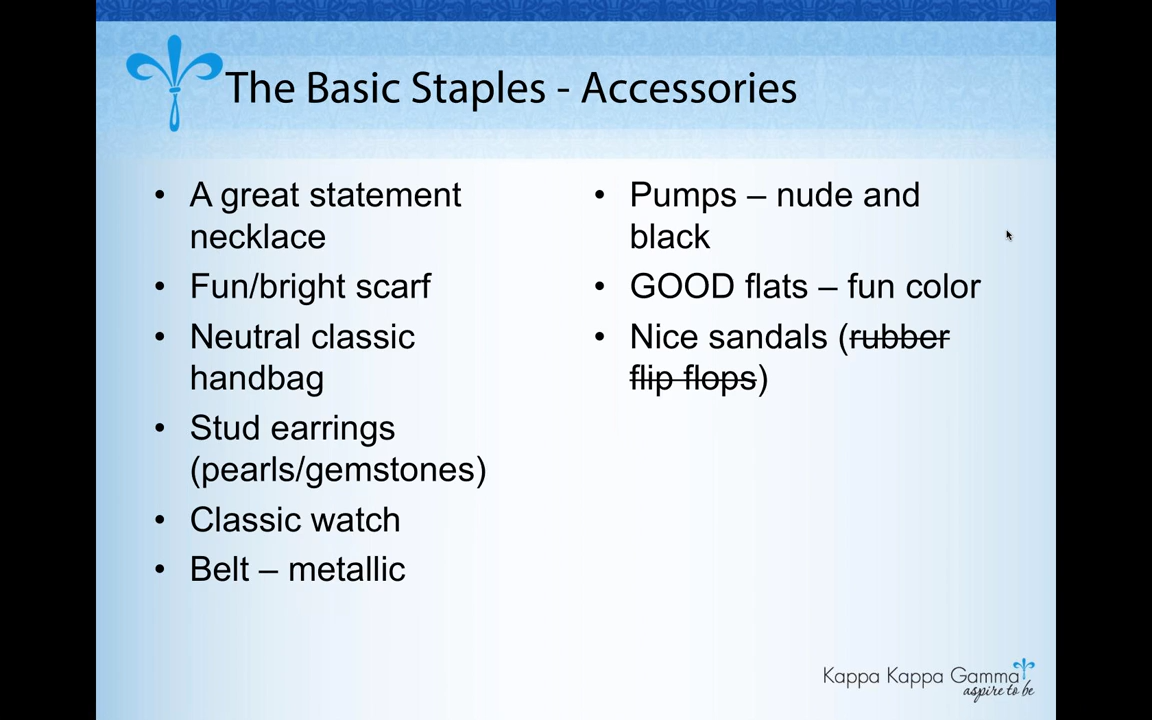 The Basic Staples - Accessories
• A great statement
necklace
• Fun/bright scarf
• Neutral classic
handbag
• Stud earrings
(pearls/gemstones)
• Classic watch
• Belt – metallic
• Pumps – nude and
black
• GOOD flats – fun color
• Nice sandals (rubber
flip flops)
Kappa Kappa Gamma
aspire to be